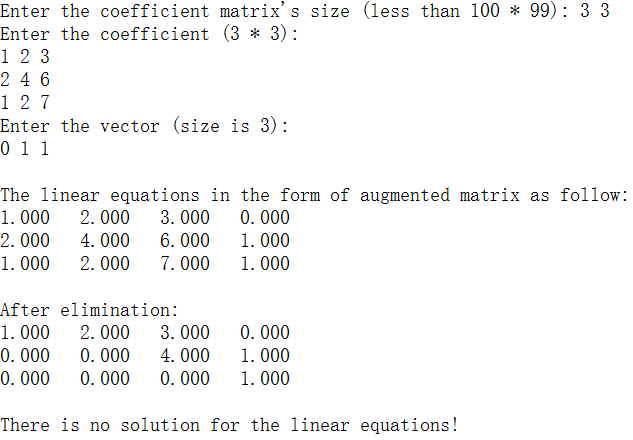 Enter the coefficient matrix's size (less than 100 * 99): 3 3
Enter the coefficient (3 * 3):
1 2 3
2 4 6
1 2 7
Enter the vector (size is 3):
0 1 1
The linear equations in the form of augmented matrix as follow:
1.000 2.000 3.000 0.000
2.000 4.000 6.000 1.000
1.000 2.000 7.000 1.000
After elimination:
1.000 2.000 3.000 0.000
0.000 0.000 4.000 1.000
0.000 0.000 0.000 1.000
There is no solution for the linear equations!